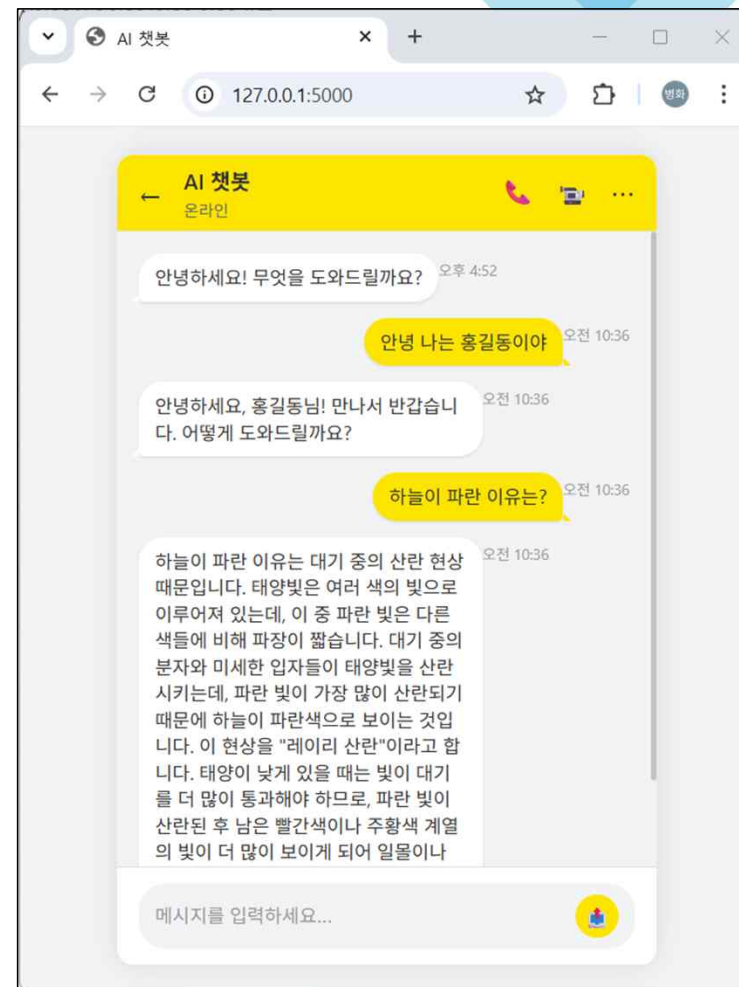 AI 챗봇
127.0.0.1:5000
병화
AI 챗봇
온라인
안녕하세요! 무엇을 도와드릴까요?
오후 4:52
안녕 나는 홍길동이야
오전 10:36
안녕하세요, 홍길동님! 만나서 반갑습니
다. 어떻게 도와드릴까요?
오전 10:36
하늘이 파란 이유는?
오전 10:36
하늘이 파란 이유는 대기 중의 산란 현상
때문입니다. 태양빛은 여러 색의 빛으로
이루어져 있는데, 이 중 파란 빛은 다른
색들에 비해 파장이 짧습니다. 대기 중의
분자와 미세한 입자들이 태양빛을 산란
시키는데, 파란 빛이 가장 많이 산란되기
때문에 하늘이 파란색으로 보이는 것입
니다. 이 현상을 "레이리 산란"이라고 합
니다. 태양이 낮게 있을 때는 빛이 대기
를 더 많이 통과해야 하므로, 파란 빛이
산란된 후 남은 빨간색이나 주황색 계열
의 빛이 더 많이 보이게 되어 일몰이나
오전 10:36
메시지를 입력하세요...